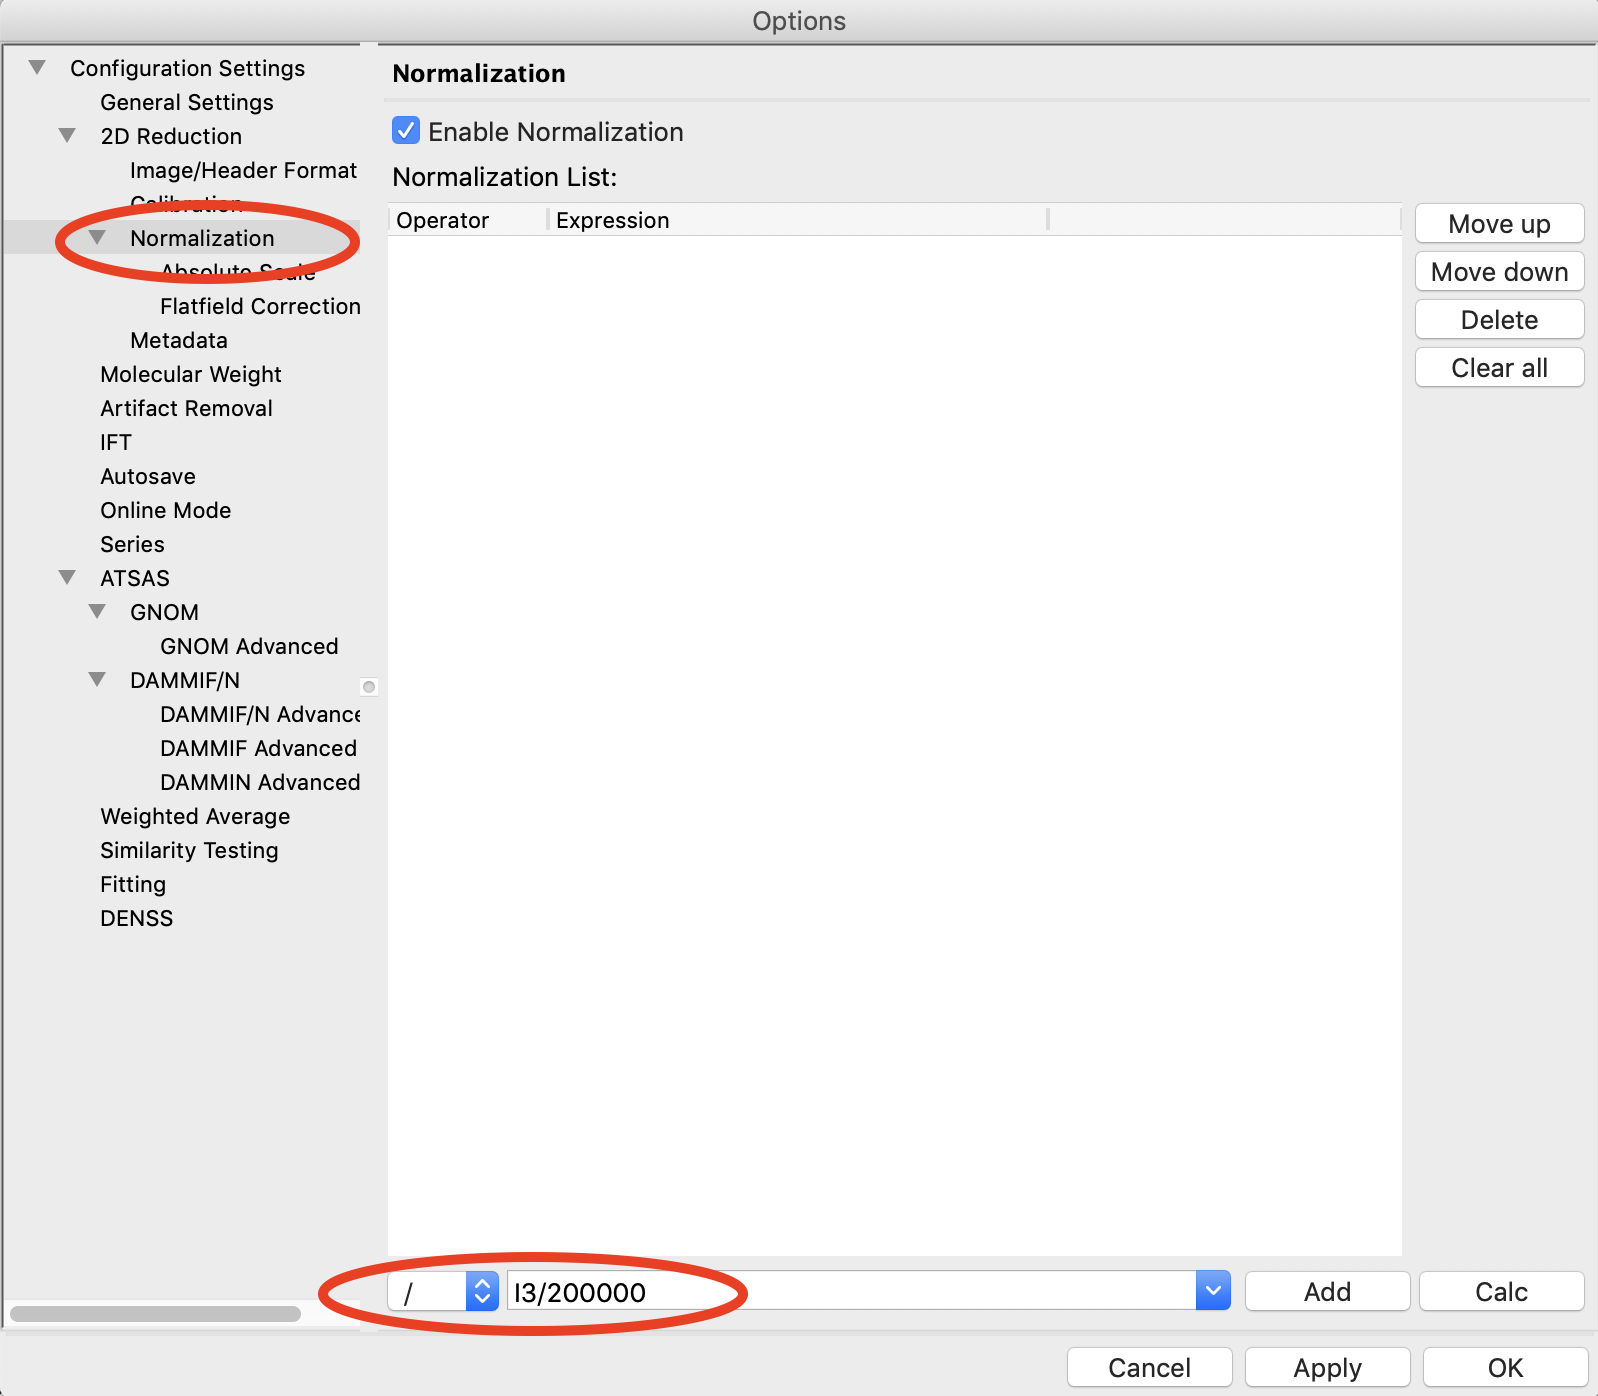 Options
Configuration Settings
General Settings
2D Reduction
Image/Header Format
Calibration
Normalization
Absolute Scale
Flatfield Correction
Metadata
Molecular Weight
Artifact Removal
IFT
Autosave
Online Mode
Series
ATSAS
GNOM
GNOM Advanced
DAMMIF/N
DAMMIF/N Advance
DAMMIF Advanced
DAMMIN Advanced
Weighted Average
Similarity Testing
Fitting
DENSS
Normalization
Enable Normalization
Normalization List:
Operator Expression
Move up
Move down
Delete
Clear all
/ I3/200000 Add Calc
Cancel Apply OK